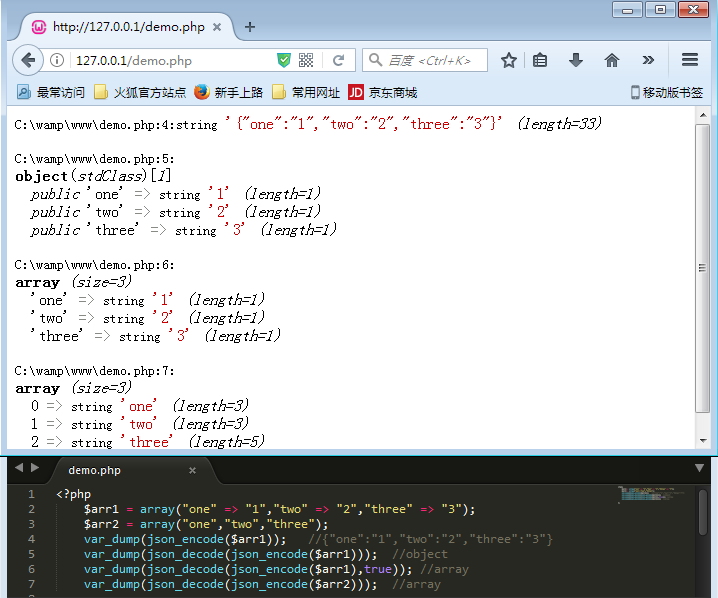 http://127.0.0.1/demo.php
127.0.0.1/demo.php
百度 <Ctrl+K>
最常访问 火狐官方站点 新手上路 常用网址 JD 京东商城 移动版书签
C:\wamp\www\demo.php:4:string '{"one":"1","two":"2","three":"3"}' (length=33)
C:\wamp\www\demo.php:5:
object(stdClass)[1]
public 'one' => string '1' (length=1)
public 'two' => string '2' (length=1)
public 'three' => string '3' (length=1)
C:\wamp\www\demo.php:6:
array (size=3)
'one' => string '1' (length=1)
'two' => string '2' (length=1)
'three' => string '3' (length=1)
C:\wamp\www\demo.php:7:
array (size=3)
0 => string 'one' (length=3)
1 => string 'two' (length=3)
2 => string 'three' (length=5)
demo.php
1 <?php
2 $arr1 = array("one" => "1","two" => "2","three" => "3");
3 $arr2 = array("one","two","three");
4 var_dump(json_encode($arr1)); //{"one":"1","two":"2","three":"3"}
5 var_dump(json_decode(json_encode($arr1))); //object
6 var_dump(json_decode(json_encode($arr1),true)); //array
7 var_dump(json_decode(json_encode($arr2))); //array